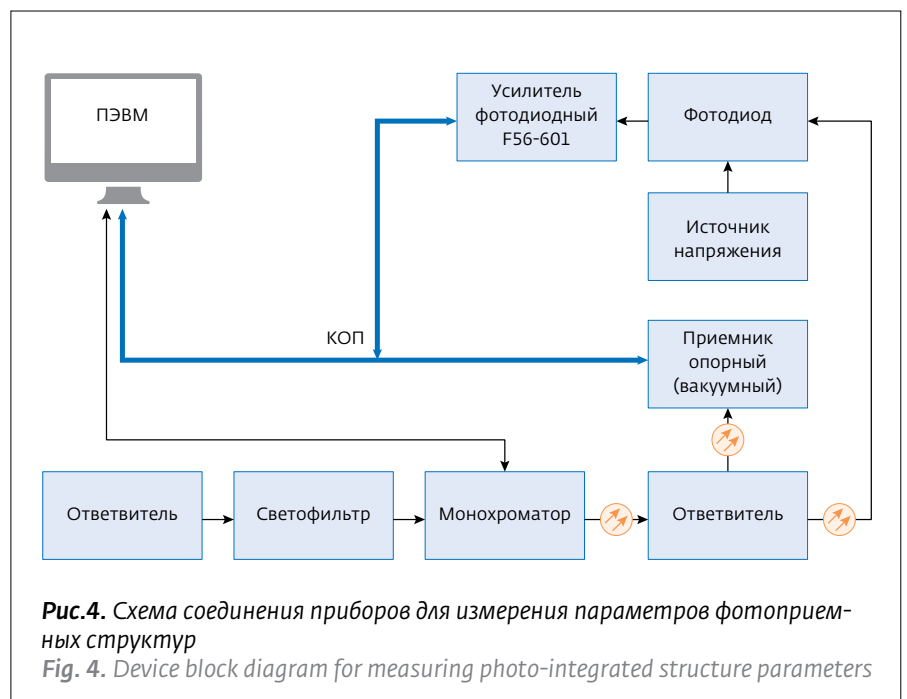 ПЭВМ
Усилитель
фотодиодный
F56-601
Фотодиод
Источник
напряжения
КОП
Приемник
опорный
(вакуумный)
Ответвитель
Светофильтр
Монохроматор
Ответвитель
Рис.4. Схема соединения приборов для измерения параметров фотоприем-
ных структур
Fig. 4. Device block diagram for measuring photo-integrated structure parameters